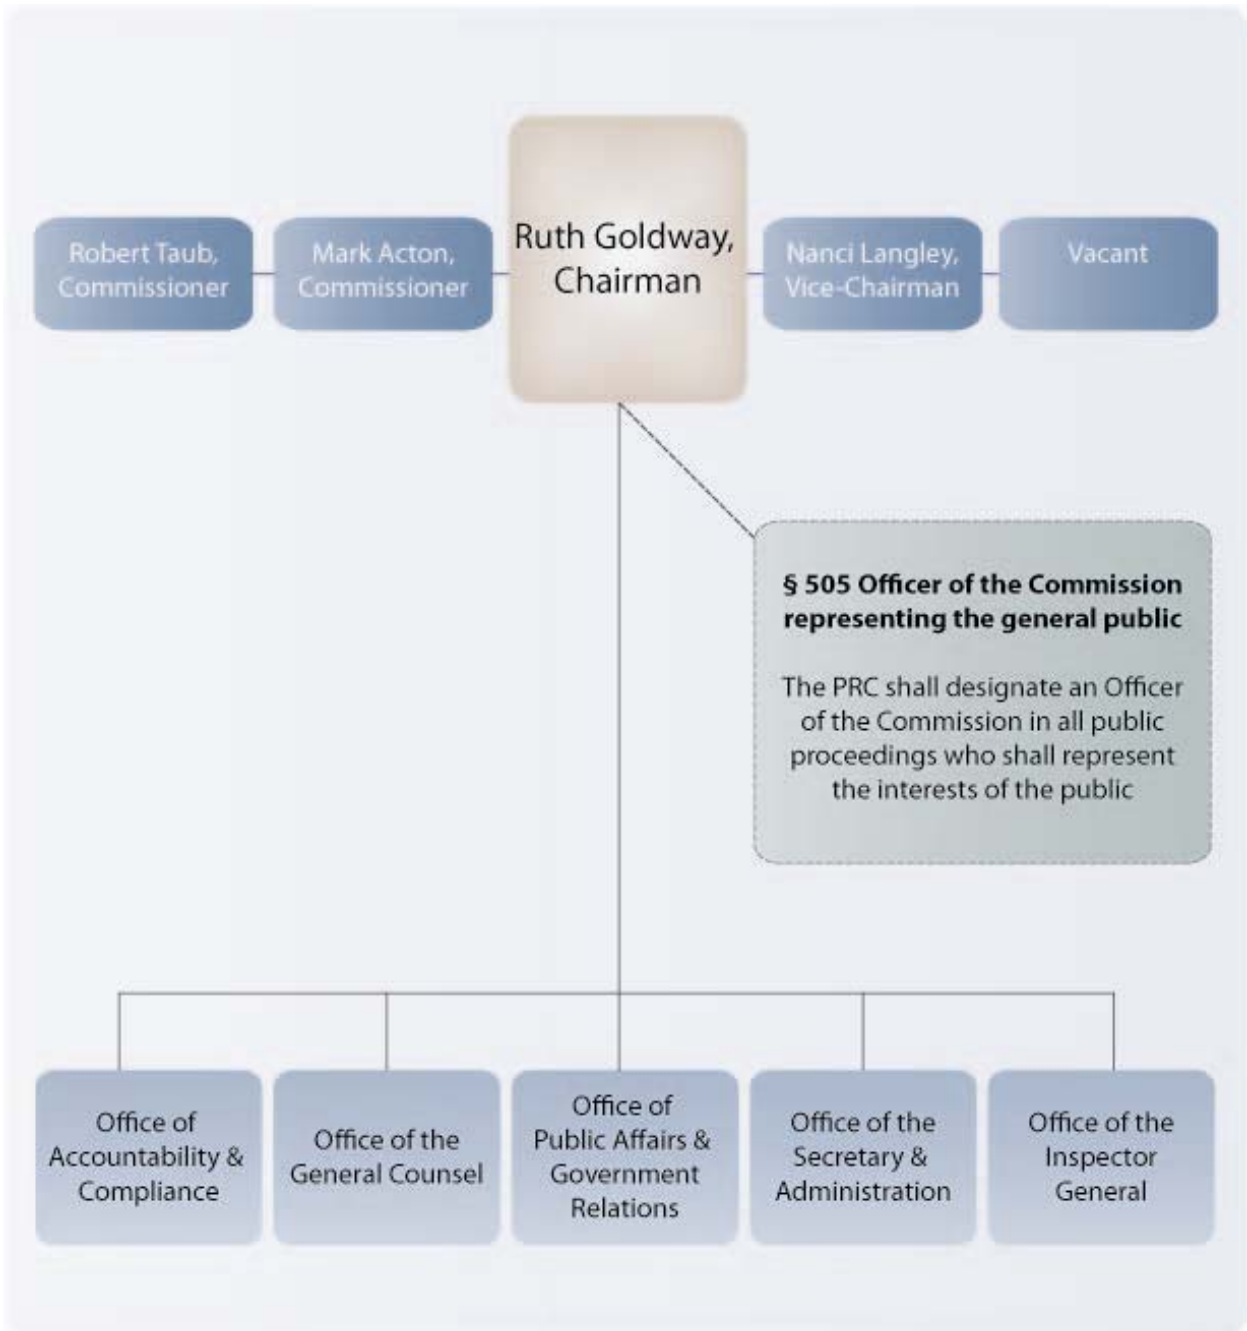 Robert Taub,
Commissioner
Mark Acton,
Commissioner
Ruth Goldway,
Chairman
Nanci Langley,
Vice-Chairman
Vacant
§ 505 Officer of the Commission
representing the general public
The PRC shall designate an Officer
of the Commission in all public
proceedings who shall represent
the interests of the public
Office of
Accountability &
Compliance
Office of the
General Counsel
Office of
Public Affairs &
Government
Relations
Office of the
Secretary &
Administration
Office of the
Inspector
General